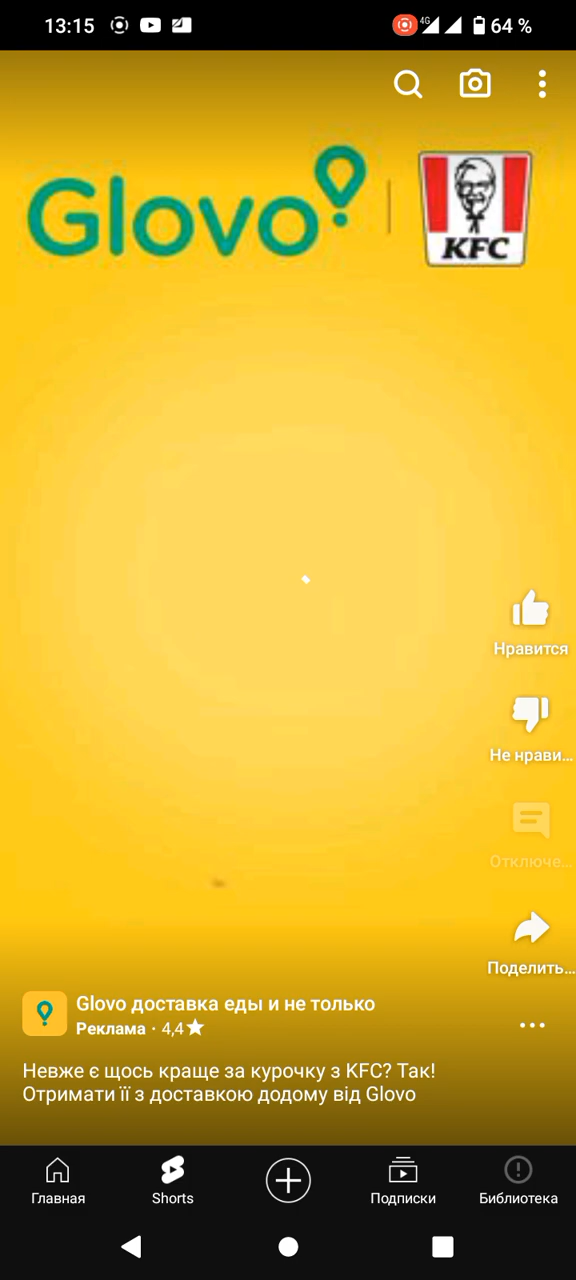 13:15
4G
64 %
Glovo
KFC
Нравится
Не нрави...
Отключе...
Поделить...
Glovo доставка еды и не только
Реклама · 4,4★
Невже є щось краще за курочку з KFC? Так!
Отримати її з доставкою додому від Glovo
Главная
Shorts
Подписки
Библиотека